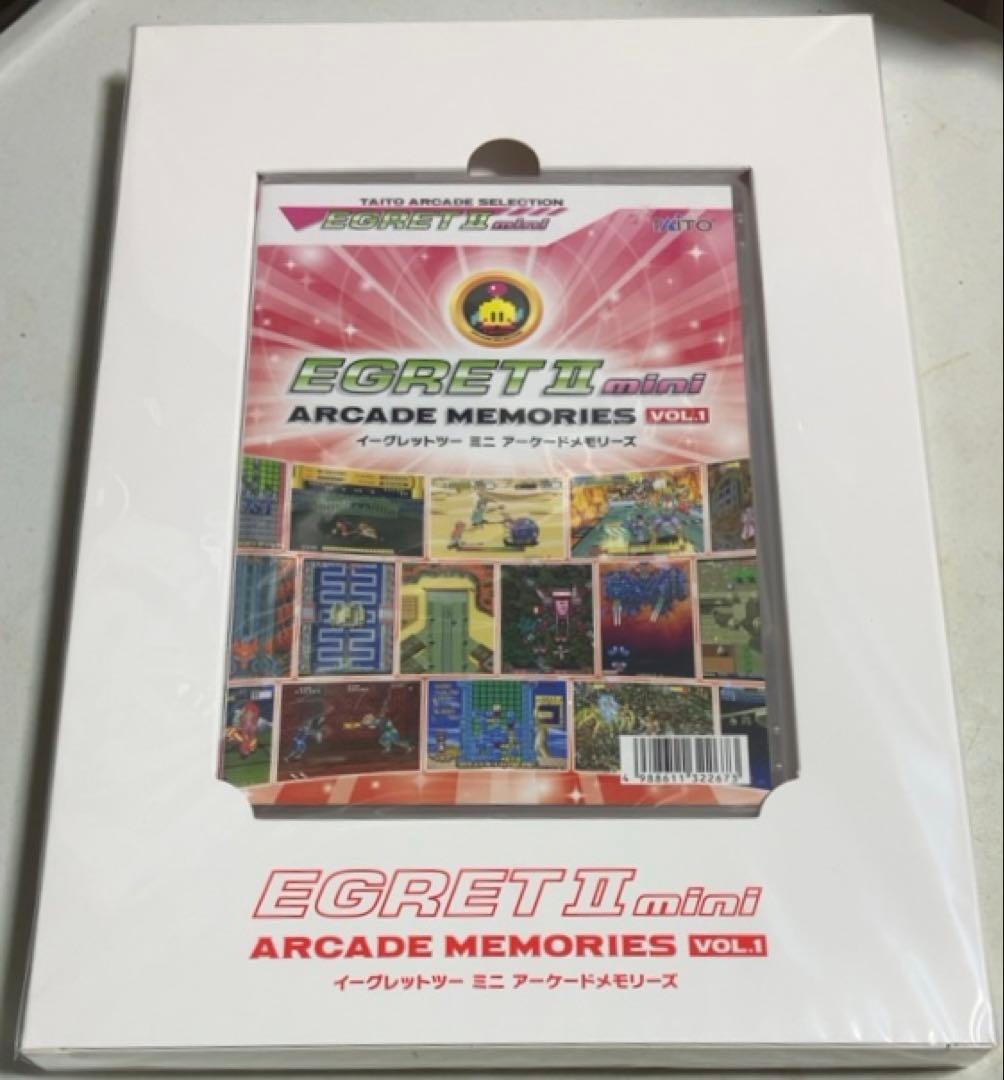 TAITO ARCADE SELECTION
EGRET II mini
TAITO
EGRET II mini
ARCADE MEMORIES VOL.1
イーグレットツー ミニ アーケードメモリーズ
4 988611 322673
EGRET II mini
ARCADE MEMORIES VOL.1
イーグレットツー ミニ アーケードメモリーズ